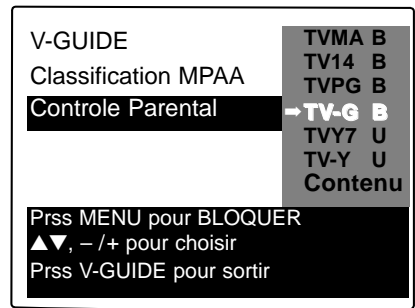 V-GUIDE
Classification MPAA
Controle Parental
TVMA B
TV14 B
TVPG B
➡TV-G B
TVY7 U
TV-Y U
Contenu
Prss MENU pour BLOQUER
▲▼, – /+ pour choisir
Prss V-GUIDE pour sortir